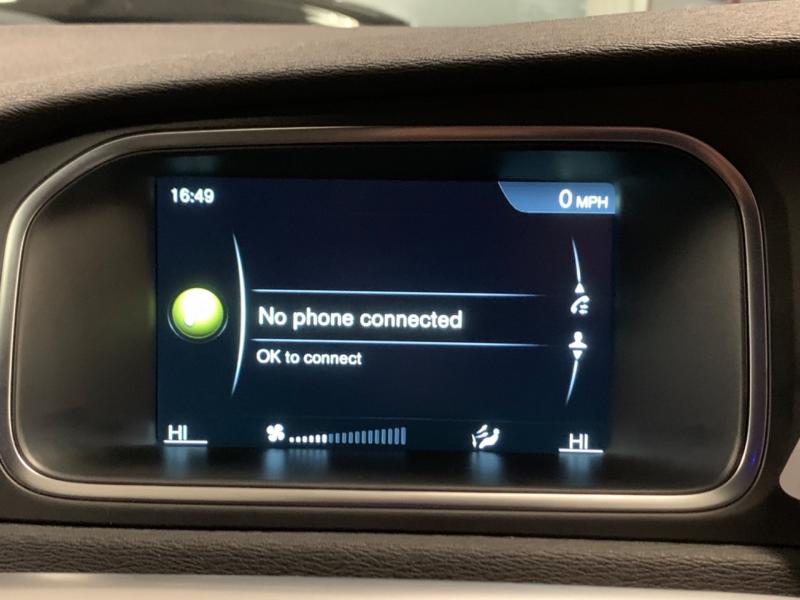 16:49
0 MPH
No phone connected
OK to connect
HI
HI